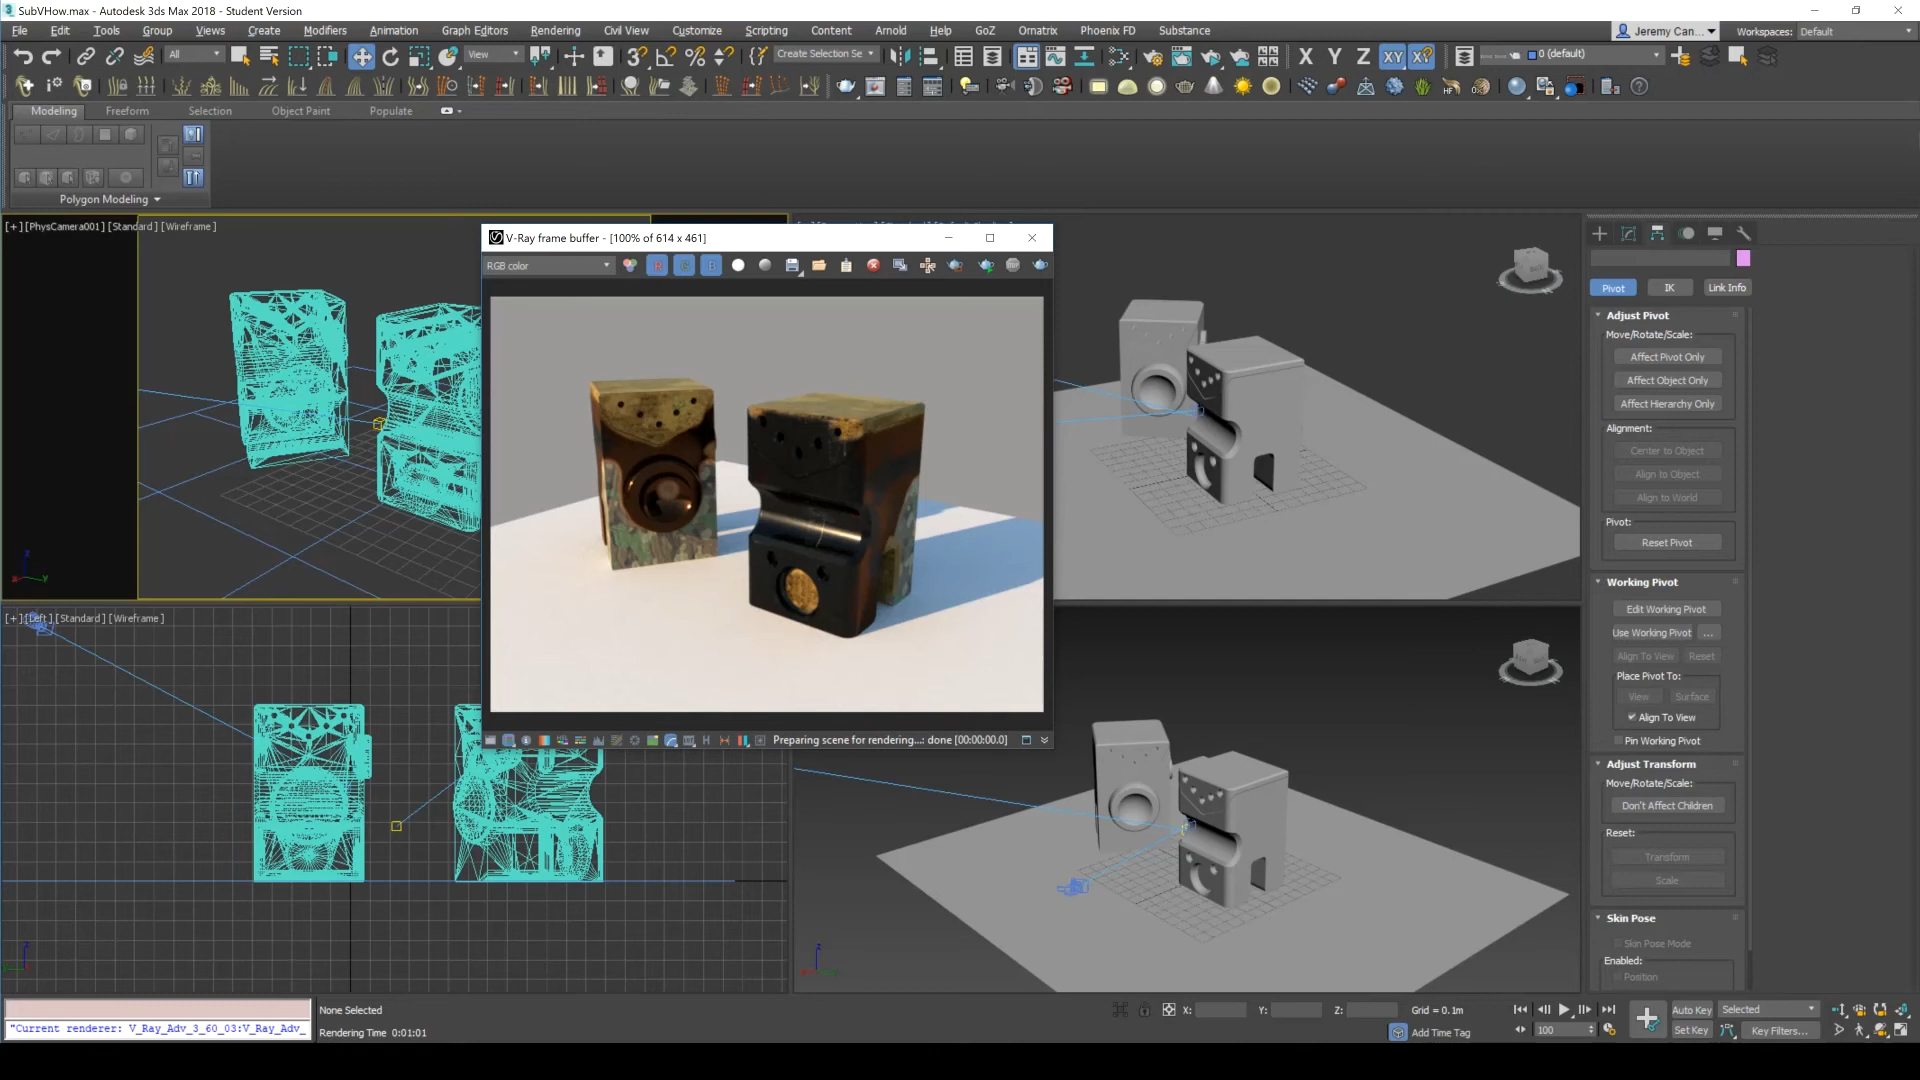 SubVHow.max - Autodesk 3ds Max 2018 - Student Version
File Edit Tools Group Views Create Modifiers Animation Graph Editors Rendering Civil View Customize Scripting Content Arnold Help GoZ Ornatrix Phoenix FD Substance Jeremy Can... Workspaces: Default
All View Create Selection Se X Y Z XY 0 (default)
Modeling Freeform Selection Object Paint Populate
Polygon Modeling
[+] [PhysCamera001] [Standard] [Wireframe]
V-Ray frame buffer - [100% of 614 x 461]
RGB color
Pivot IK Link Info
Adjust Pivot
Move/Rotate/Scale:
Affect Pivot Only
Affect Object Only
Affect Hierarchy Only
Alignment:
Center to Object
Align to Object
Align to World
Pivot:
Reset Pivot
Working Pivot
Edit Working Pivot
Use Working Pivot ...
Align To View Reset
Place Pivot To:
View Surface
Align To View
Pin Working Pivot
Adjust Transform
Move/Rotate/Scale:
Don't Affect Children
Reset:
Transform
Scale
Skin Pose
Skin Pose Mode
Enabled:
Position
[+] [Left] [Standard] [Wireframe]
Preparing scene for rendering...: done [00:00:00.0]
None Selected
"Current renderer: V_Ray_Adv_3_60_03:V_Ray_Adv_
Rendering Time 0:01:01
X: Y: Z: Grid = 0.1m
Add Time Tag
100
Auto Key Selected
Set Key Key Filters...